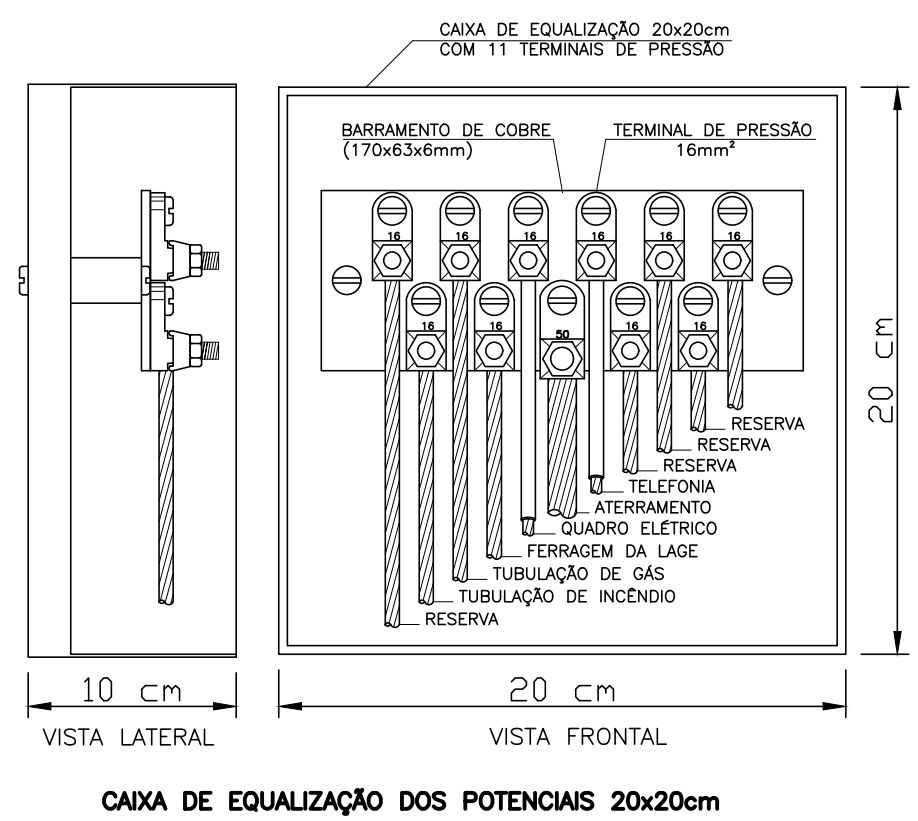 CAIXA DE EQUALIZAÇÃO 20x20cm
COM 11 TERMINAIS DE PRESSÃO
BARRAMENTO DE COBRE
(170x63x6mm)
TERMINAL DE PRESSÃO
16mm²
16 16 16 16 16 16
16 16 50 16 16
20 cm
RESERVA
RESERVA
RESERVA
TELEFONIA
ATERRAMENTO
QUADRO ELÉTRICO
FERRAGEM DA LAGE
TUBULAÇÃO DE GÁS
TUBULAÇÃO DE INCÊNDIO
RESERVA
10 cm
20 cm
VISTA LATERAL
VISTA FRONTAL
CAIXA DE EQUALIZAÇÃO DOS POTENCIAIS 20x20cm